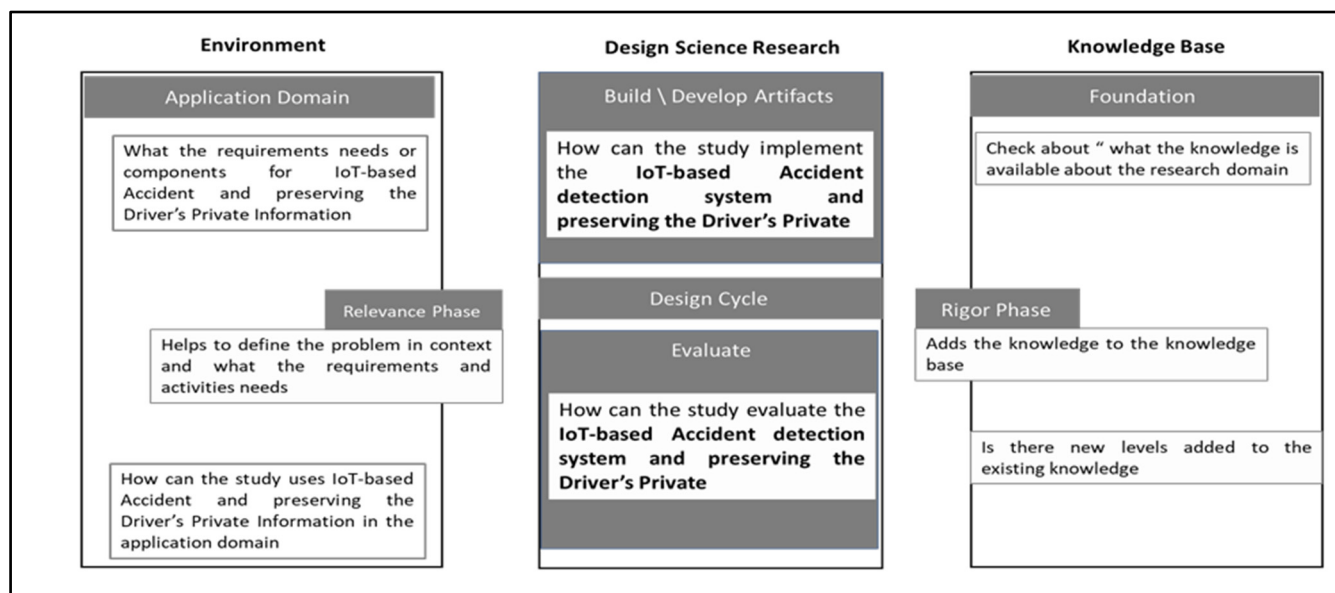 Environment
Application Domain
What the requirements needs or
components for IoT-based
Accident and preserving the
Driver's Private Information
Relevance Phase
Helps to define the problem in context
and what the requirements and
activities needs
How can the study uses IoT-based
Accident and preserving the
Driver's Private Information in the
application domain
Design Science Research
Build \ Develop Artifacts
How can the study implement
the IoT-based Accident
detection system and
preserving the Driver's Private
Design Cycle
Evaluate
How can the study evaluate the
IoT-based Accident detection
system and preserving the
Driver's Private
Knowledge Base
Foundation
Check about “ what the knowledge is
available about the research domain
Rigor Phase
Adds the knowledge to the knowledge
base
Is there new levels added to the
existing knowledge